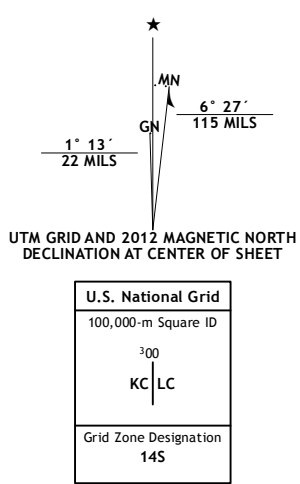 ★
MN
6° 27´
115 MILS
GN
1° 13´
22 MILS
UTM GRID AND 2012 MAGNETIC NORTH
DECLINATION AT CENTER OF SHEET
U.S. National Grid
100,000-m Square ID
³00
KC LC
Grid Zone Designation
14S